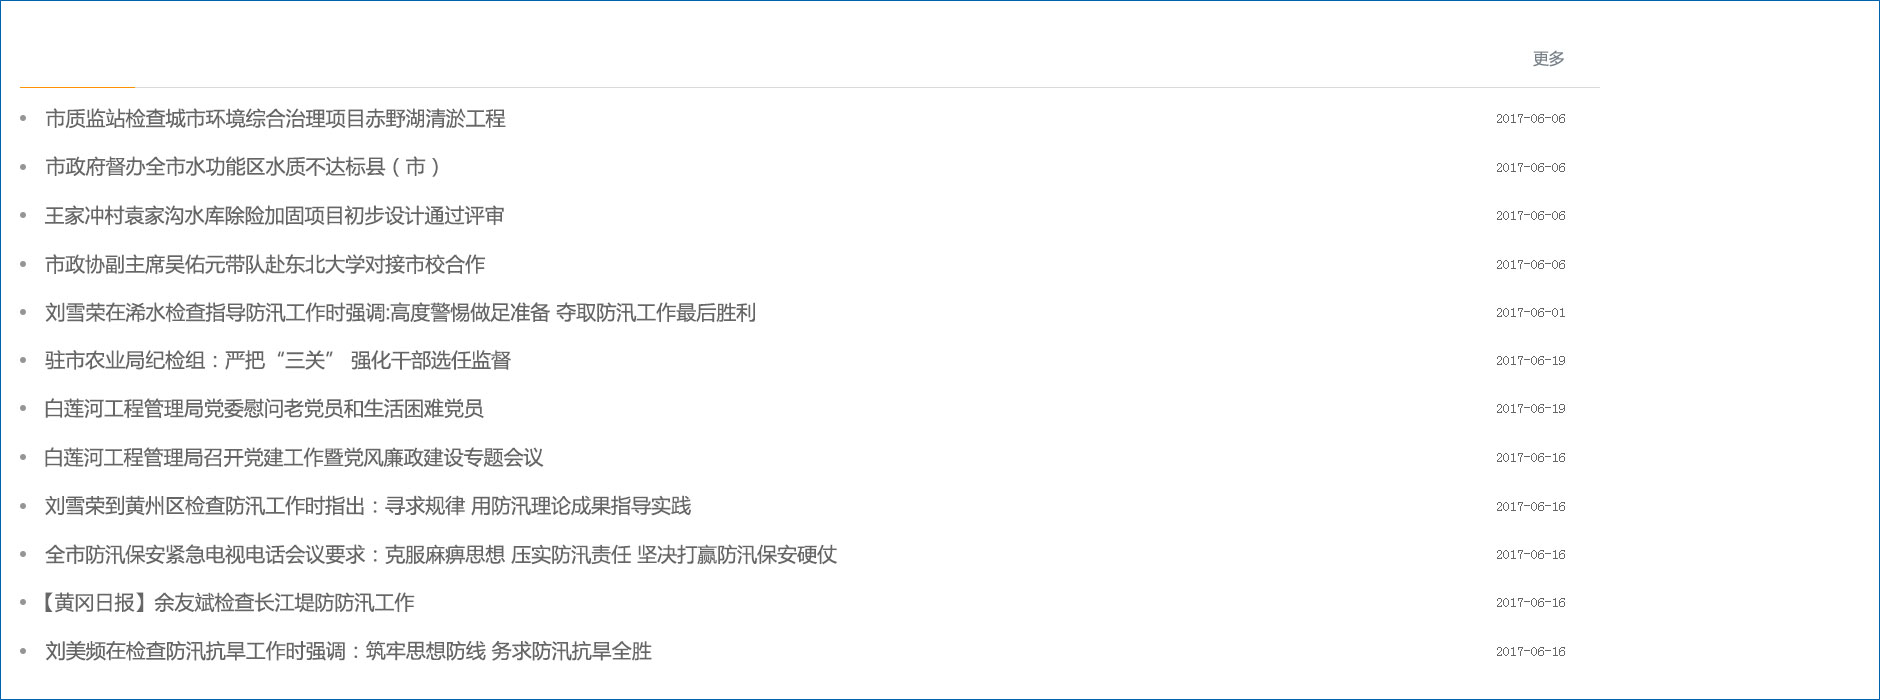 更多
市质监站检查城市环境综合治理项目赤野湖清淤工程 2017-06-06
市政府督办全市水功能区水质不达标县（市） 2017-06-06
王家冲村袁家沟水库除险加固项目初步设计通过评审 2017-06-06
市政协副主席吴佑元带队赴东北大学对接市校合作 2017-06-06
刘雪荣在浠水检查指导防汛工作时强调:高度警惕做足准备 夺取防汛工作最后胜利 2017-06-01
驻市农业局纪检组：严把“三关” 强化干部选任监督 2017-06-19
白莲河工程管理局党委慰问老党员和生活困难党员 2017-06-19
白莲河工程管理局召开党建工作暨党风廉政建设专题会议 2017-06-16
刘雪荣到黄州区检查防汛工作时指出：寻求规律 用防汛理论成果指导实践 2017-06-16
全市防汛保安紧急电视电话会议要求：克服麻痹思想 压实防汛责任 坚决打赢防汛保安硬仗 2017-06-16
【黄冈日报】余友斌检查长江堤防防汛工作 2017-06-16
刘美频在检查防汛抗旱工作时强调：筑牢思想防线 务求防汛抗旱全胜 2017-06-16